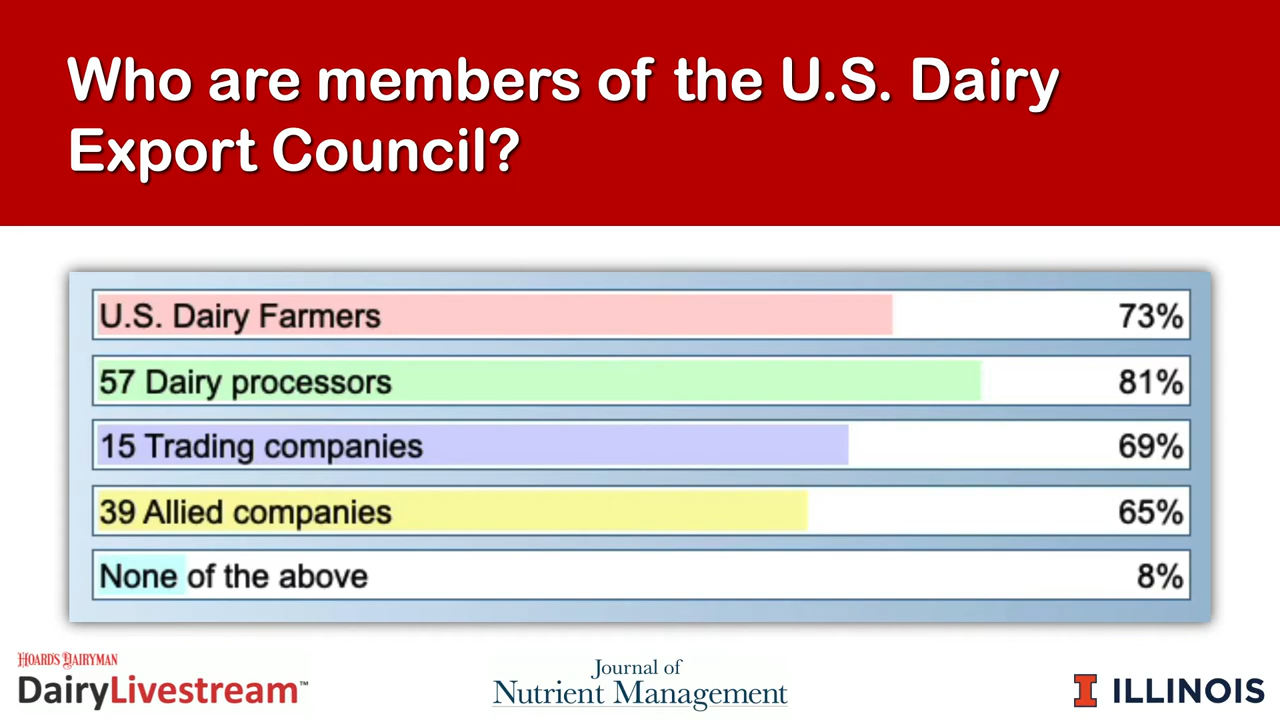 Who are members of the U.S. Dairy
Export Council?
U.S. Dairy Farmers 73%
57 Dairy processors 81%
15 Trading companies 69%
39 Allied companies 65%
None of the above 8%
HOARD'S DAIRYMAN
DairyLivestream™
Journal of
Nutrient Management
I ILLINOIS